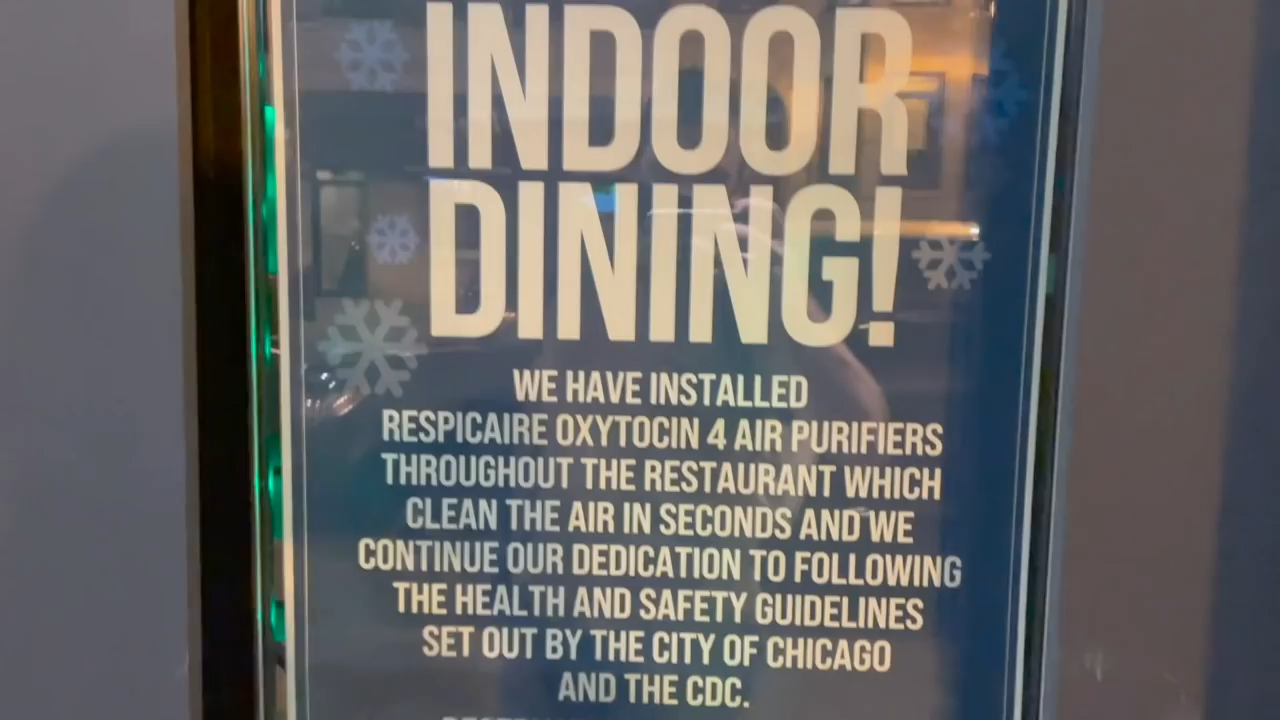 INDOOR
DINING!
WE HAVE INSTALLED
RESPICAIRE OXYTOCIN 4 AIR PURIFIERS
THROUGHOUT THE RESTAURANT WHICH
CLEAN THE AIR IN SECONDS AND WE
CONTINUE OUR DEDICATION TO FOLLOWING
THE HEALTH AND SAFETY GUIDELINES
SET OUT BY THE CITY OF CHICAGO
AND THE CDC.